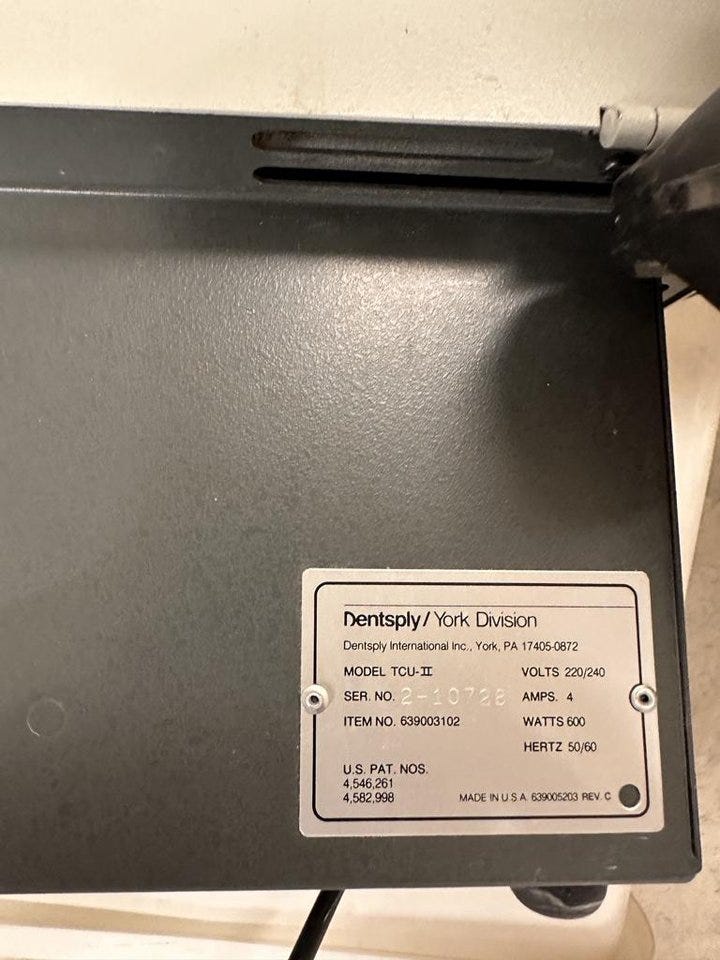 Dentsply / York Division
Dentsply International Inc., York, PA 17405-0872
MODEL TCU-II VOLTS 220/240
SER. NO. 2-10728 AMPS. 4
ITEM NO. 639003102 WATTS 600
HERTZ 50/60
U.S. PAT. NOS.
4,546,261
4,582,998 MADE IN U.S.A. 639005203 REV. C